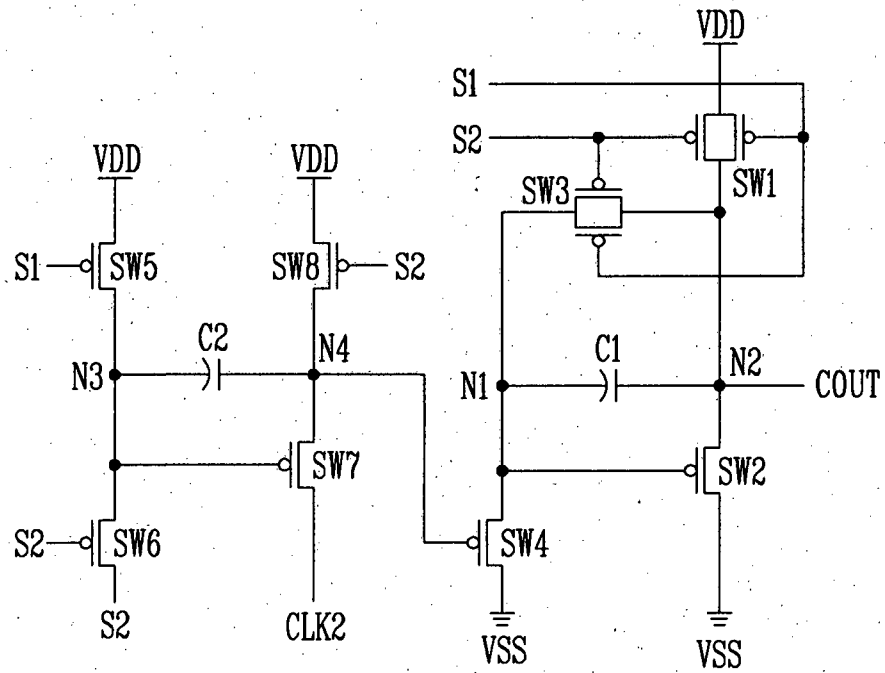 VDD
S1
S2
SW1
SW3
VDD
VDD
S1
SW5
SW8
S2
C2
N4
N3
C1
N1
N2
COUT
SW7
SW2
S2
SW6
SW4
S2
CLK2
VSS
VSS